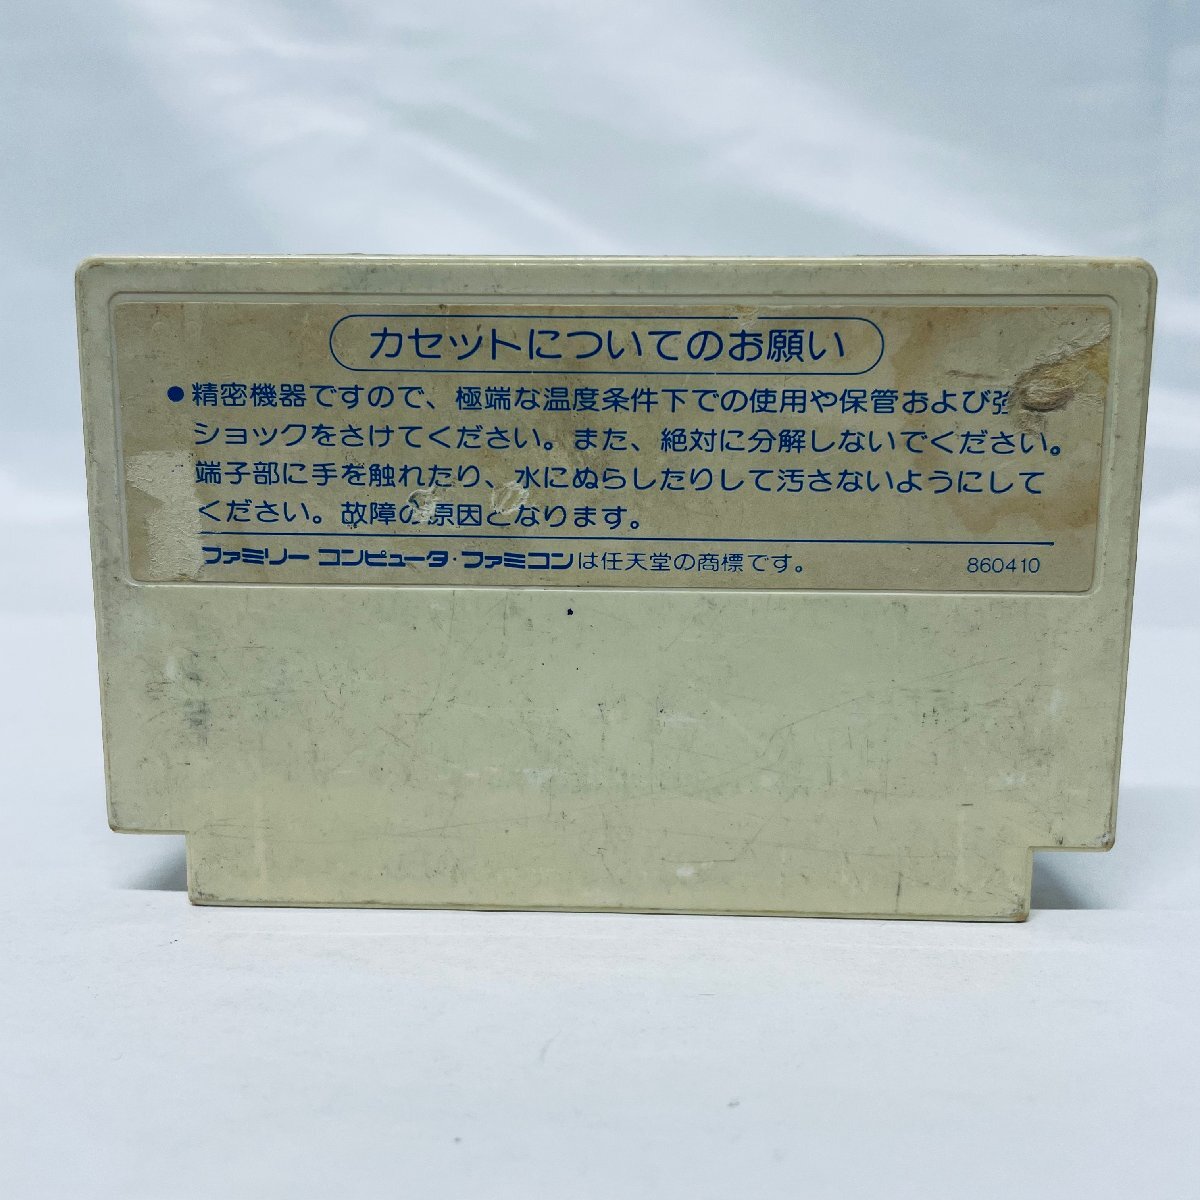 カセットについてのお願い
●精密機器ですので、極端な温度条件下での使用や保管および強
ショックをさけてください。また、絶対に分解しないでください。
端子部に手を触れたり、水にぬらしたりして汚さないようにして
ください。故障の原因となります。
ファミリー コンピュータ・ファミコンは任天堂の商標です。 860410